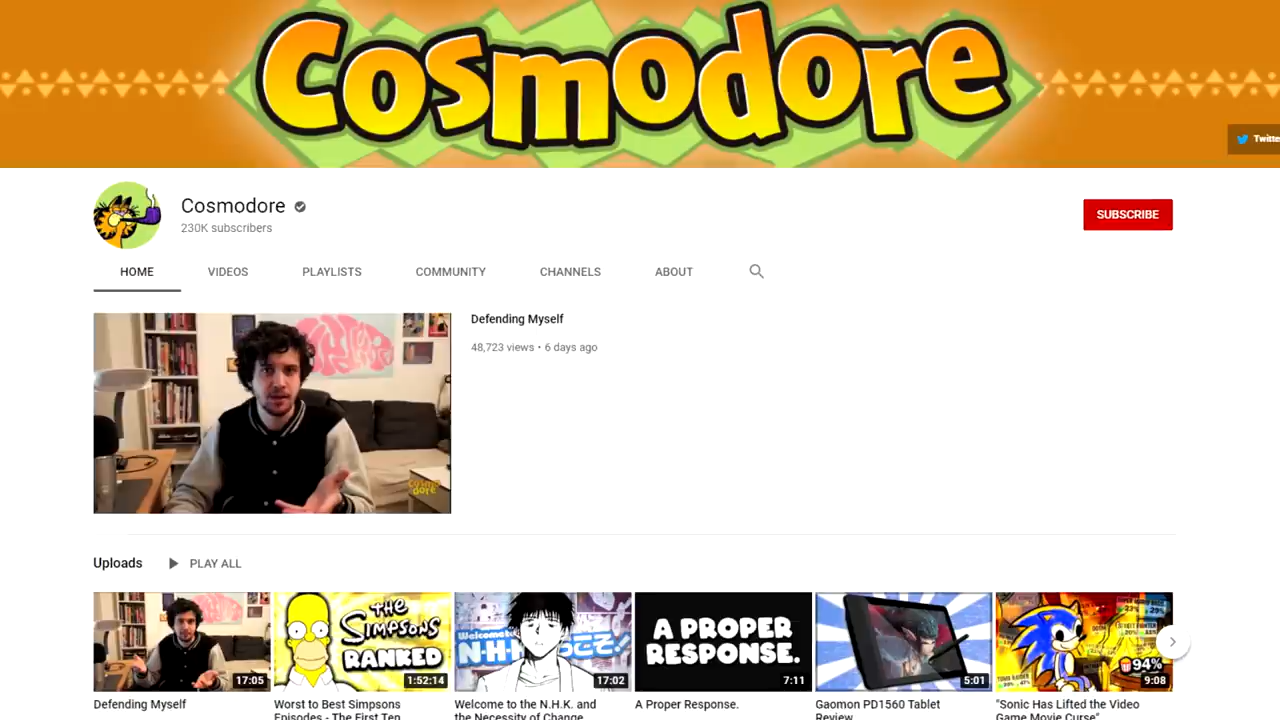 Cosmodore
Twitte
Cosmodore
230K subscribers
SUBSCRIBE
HOME
VIDEOS
PLAYLISTS
COMMUNITY
CHANNELS
ABOUT
Defending Myself
48,723 views • 6 days ago
Cosmo
dore
Uploads
PLAY ALL
17:05
THE
SIMPSONS
RANKED
1:52:14
Welcome
N·H·
17:02
A PROPER
RESPONSE.
7:11
5:01
94%
9:08
Defending Myself
Worst to Best Simpsons
Episodes - The First Ten
Welcome to the N.H.K. and
the Necessity of Change
A Proper Response.
Gaomon PD1560 Tablet
Review
"Sonic Has Lifted the Video
Game Movie Curse"